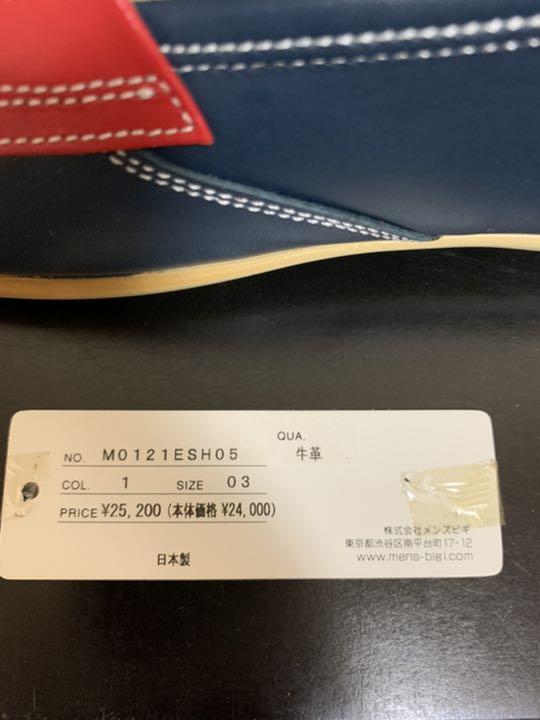 QUA.
NO. M0121ESH05 牛革
COL. 1 SIZE 03
PRICE ¥25,200 (本体価格 ¥24,000)
日本製
株式会社メンズビギ
東京都渋谷区南平台町17-12
www.mens-bigi.com